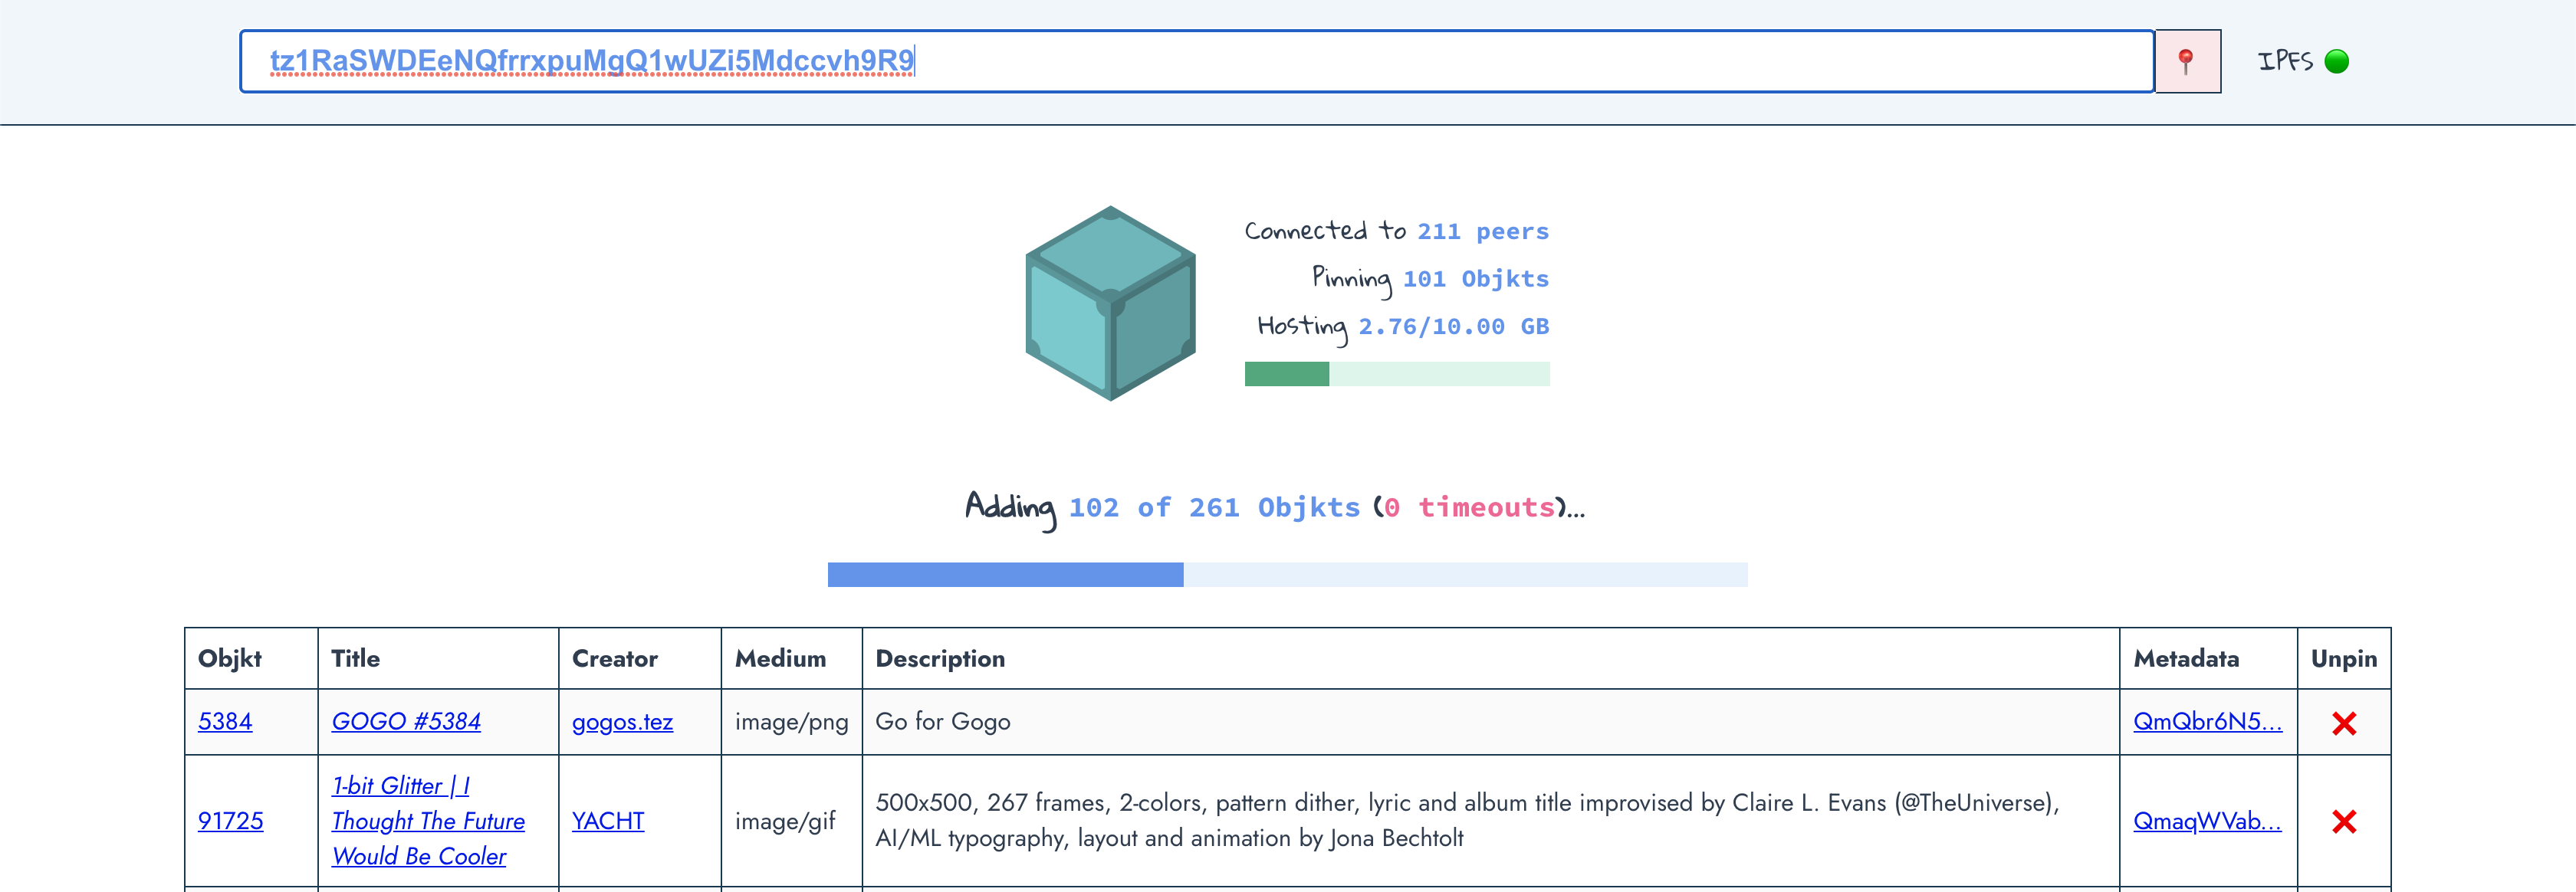 tz1RaSWDEeNQfrrxpuMgQ1wUZi5Mdccvh9R9
IPFS
Connected to 211 peers
Pinning 101 Objkts
Hosting 2.76/10.00 GB
Adding 102 of 261 Objkts (0 timeouts)...
Objkt Title Creator Medium Description Metadata Unpin
5384 GOGO #5384 gogos.tez image/png Go for Gogo QmQbr6N5...
1-bit Glitter | I
Thought The Future
Would Be Cooler
91725
YACHT
image/gif
500x500, 267 frames, 2-colors, pattern dither, lyric and album title improvised by Claire L. Evans (@TheUniverse),
AI/ML typography, layout and animation by Jona Bechtolt
QmaqWVab...